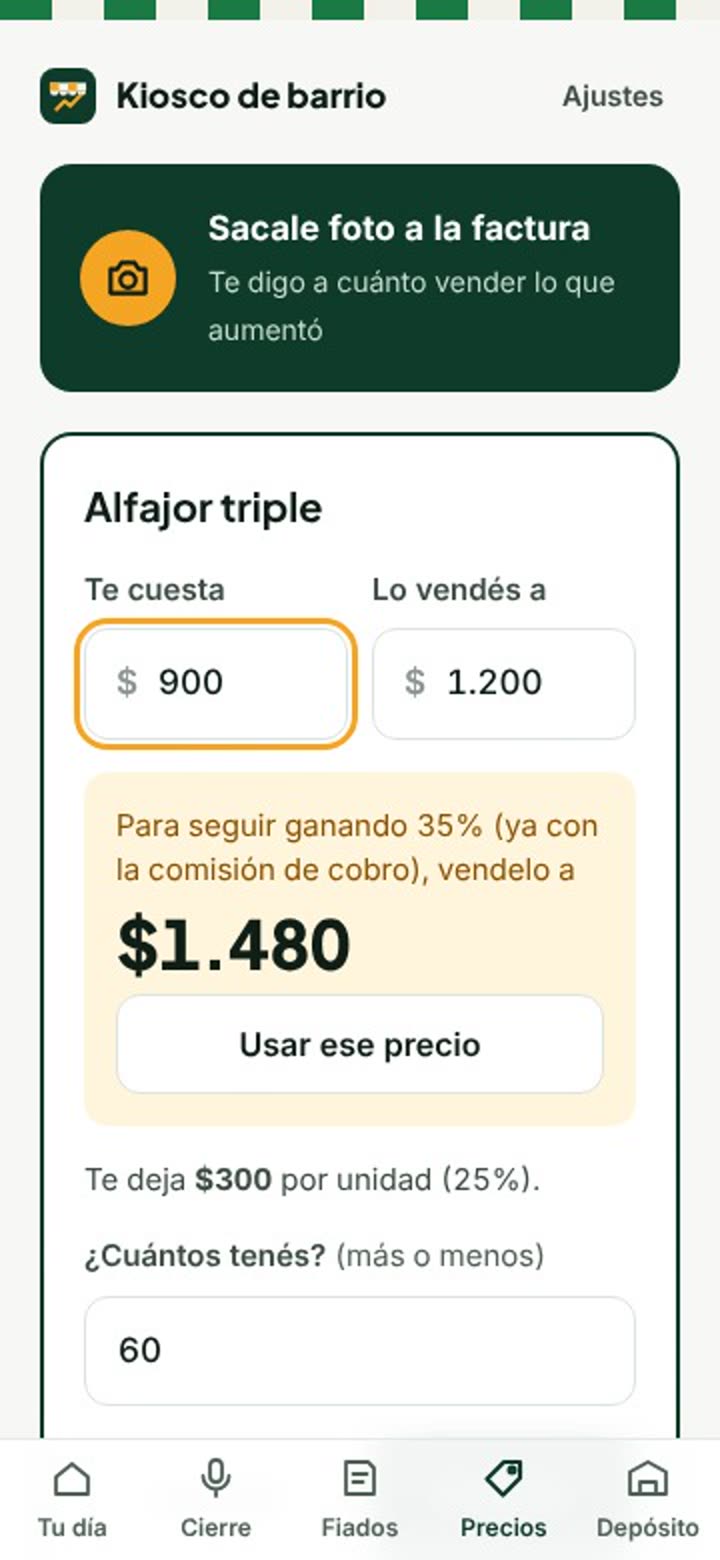 Kiosco de barrio
Ajustes
Sacale foto a la factura
Te digo a cuánto vender lo que
aumentó
Alfajor triple
Te cuesta
Lo vendés a
$ 900
$ 1.200
Para seguir ganando 35% (ya con
la comisión de cobro), vendelo a
$1.480
Usar ese precio
Te deja $300 por unidad (25%).
¿Cuántos tenés? (más o menos)
60
Tu día
Cierre
Fiados
Precios
Depósito